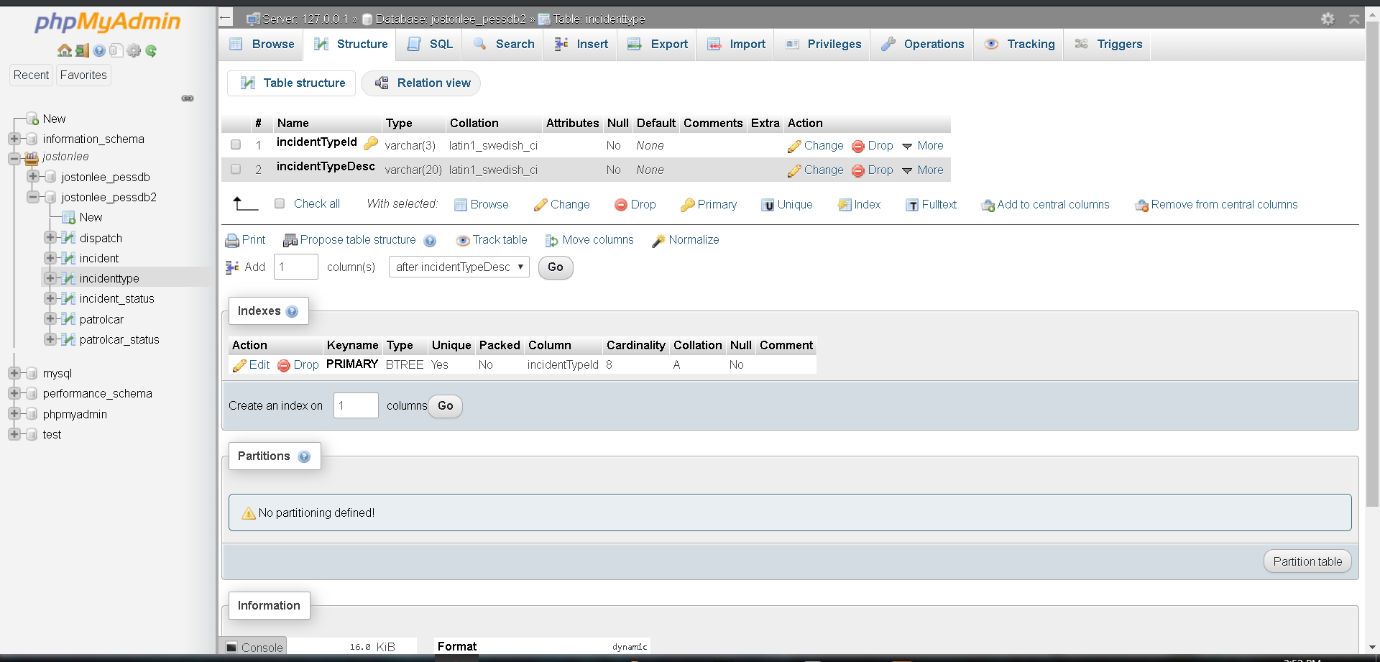 phpMyAdmin
Recent Favorites
New
information_schema
jostonlee
jostonlee_pessdb
jostonlee_pessdb2
New
dispatch
incident
incidenttype
incident_status
patrolcar
patrolcar_status
mysql
performance_schema
phpmyadmin
test
Server: 127.0.0.1 » Database: jostonlee_pessdb2 » Table: incidenttype
Browse Structure SQL Search Insert Export Import Privileges Operations Tracking Triggers
Table structure Relation view
# Name Type Collation Attributes Null Default Comments Extra Action
1 incidentTypeId varchar(3) latin1_swedish_ci No None Change Drop More
2 incidentTypeDesc varchar(20) latin1_swedish_ci No None Change Drop More
Check all With selected: Browse Change Drop Primary Unique Index Fulltext Add to central columns Remove from central columns
Print Propose table structure Track table Move columns Normalize
Add 1 column(s) after incidentTypeDesc Go
Indexes
Action Keyname Type Unique Packed Column Cardinality Collation Null Comment
Edit Drop PRIMARY BTREE Yes No incidentTypeId 8 A No
Create an index on 1 columns Go
Partitions
No partitioning defined!
Partition table
Information
Console 16.0 KiB Format dynamic